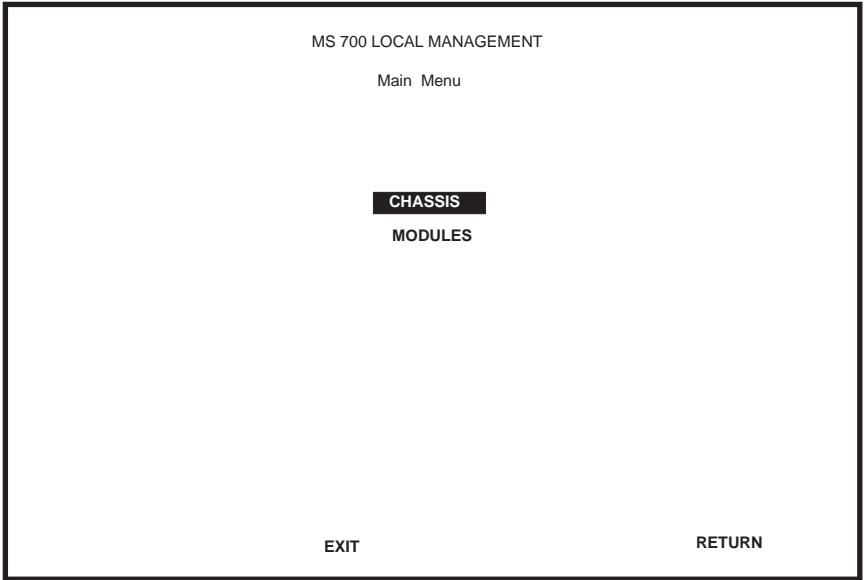 MS 700 LOCAL MANAGEMENT
Main Menu
CHASSIS
MODULES
EXIT RETURN